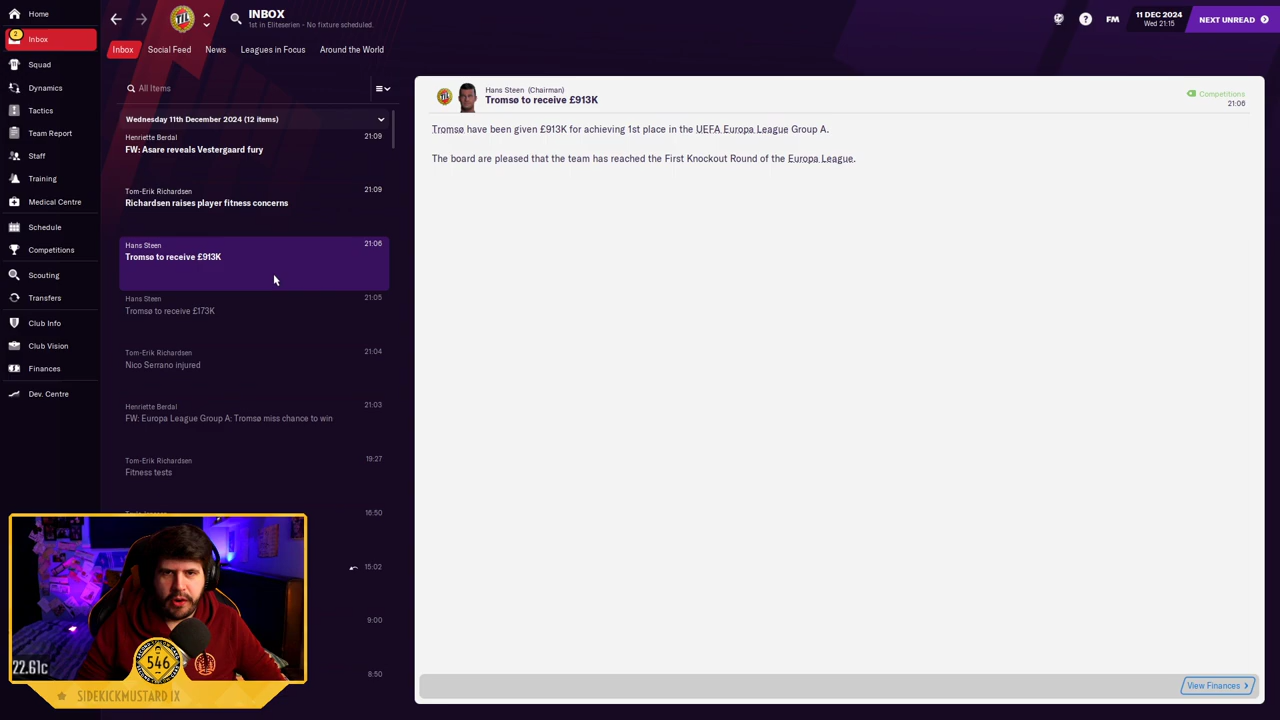 Home
2
Inbox
Squad
Dynamics
Tactics
Team Report
Staff
Training
Medical Centre
Schedule
Competitions
Scouting
Transfers
Club Info
Club Vision
Finances
Dev. Centre
TIL
INBOX
1st in Eliteserien - No fixture scheduled.
FM
11 DEC 2024
Wed 21:15
NEXT UNREAD
Inbox
Social Feed
News
Leagues in Focus
Around the World
All Items
Wednesday 11th December 2024 (12 items)
Henriette Berdal
21:09
FW: Asare reveals Vestergaard fury
Tom-Erik Richardsen
21:09
Richardsen raises player fitness concerns
Hans Steen
21:06
Tromsø to receive £913K
Hans Steen
21:05
Tromsø to receive £173K
Tom-Erik Richardsen
21:04
Nico Serrano injured
Henriette Berdal
21:03
FW: Europa League Group A: Tromsø miss chance to win
Tom-Erik Richardsen
19:27
Fitness tests
16:50
15:02
9:00
8:50
Hans Steen (Chairman)
Tromsø to receive £913K
Competitions
21:06
Tromsø have been given £913K for achieving 1st place in the UEFA Europa League Group A.
The board are pleased that the team has reached the First Knockout Round of the Europa League.
View Finances
22.61c
546
SIDEKICKMUSTARD IX